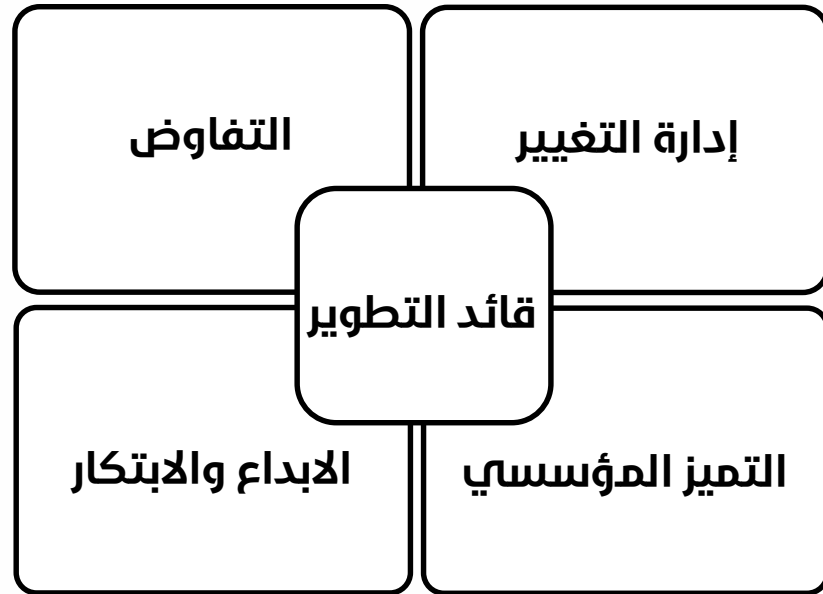 إدارة التغيير
التفاوض
قائد التطوير
التميز المؤسسي
الابداع والابتكار